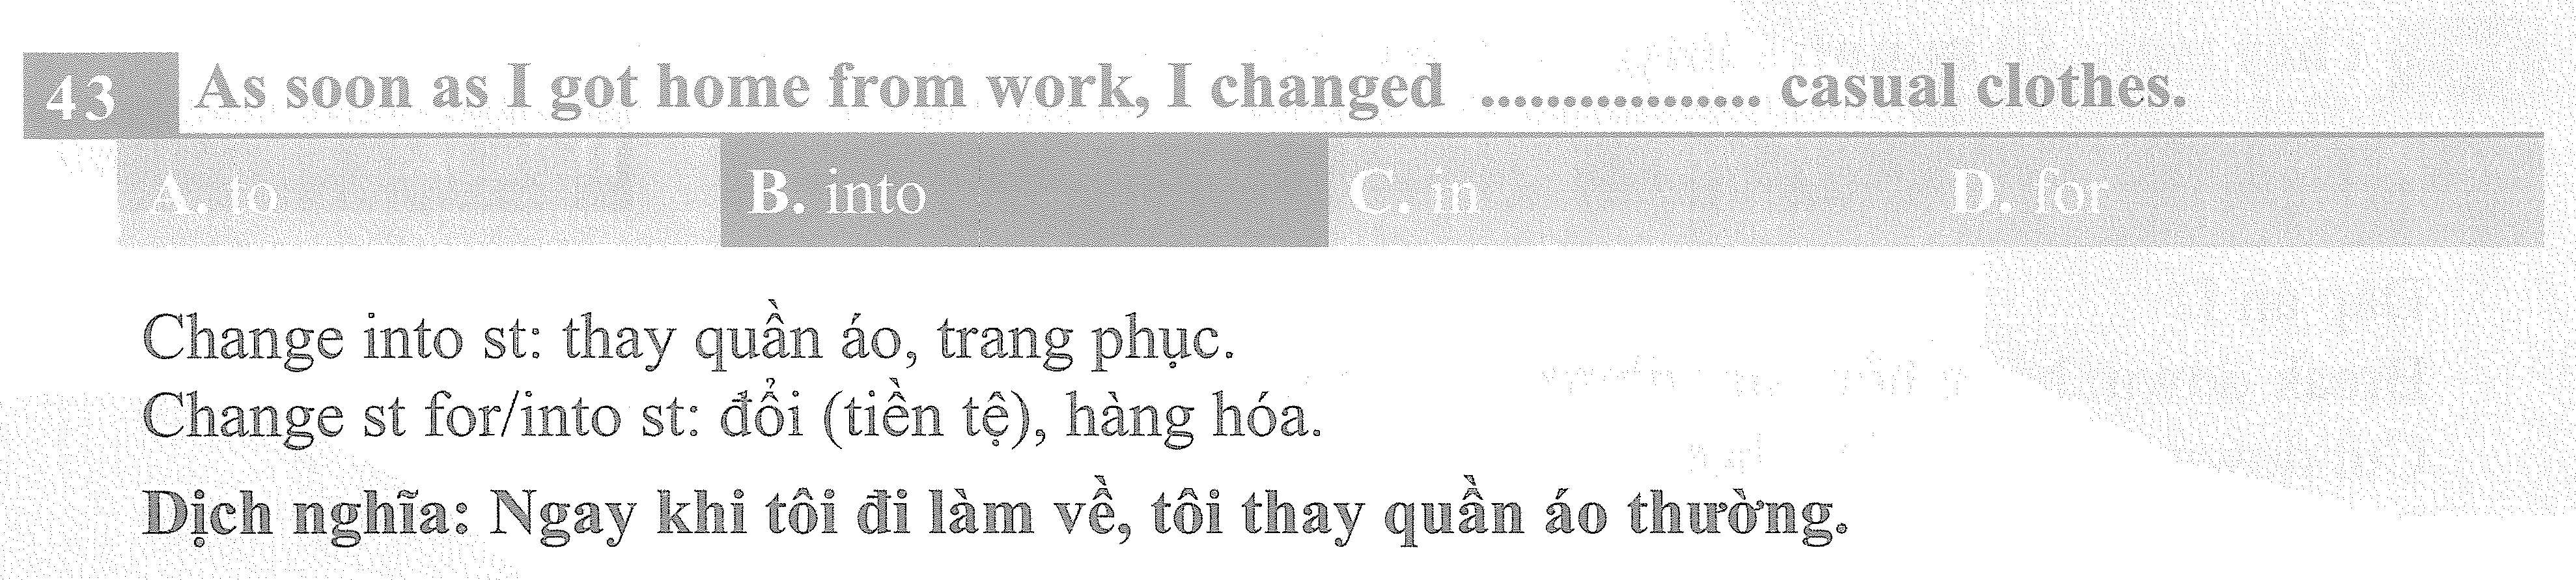 43 As soon as I got home from work, I changed ................. casual clothes.
A. to B. into C. in D. for
Change into st: thay quần áo, trang phục.
Change st for/into st: đổi (tiền tệ), hàng hóa.
Dịch nghĩa: Ngay khi tôi đi làm về, tôi thay quần áo thường.